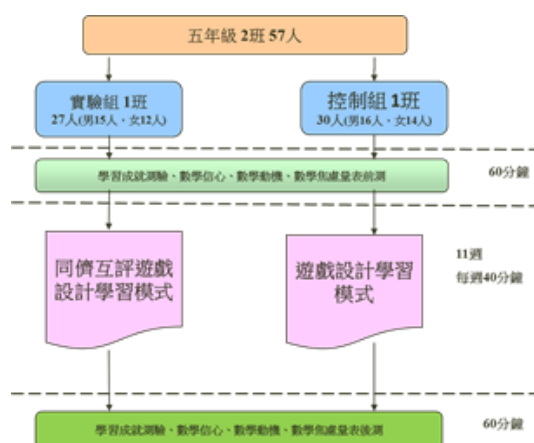 五年級 2班 57人
實驗組 1班
27人(男15人，女12人)
控制組 1班
30人(男16人，女14人)
學習成就測驗、數學信心、數學動機、數學焦慮量表前測
60分鐘
同儕互評遊戲
設計學習模式
遊戲設計學習
模式
11週
每週40分鐘
學習成就測驗、數學信心、數學動機、數學焦慮量表後測
60分鐘